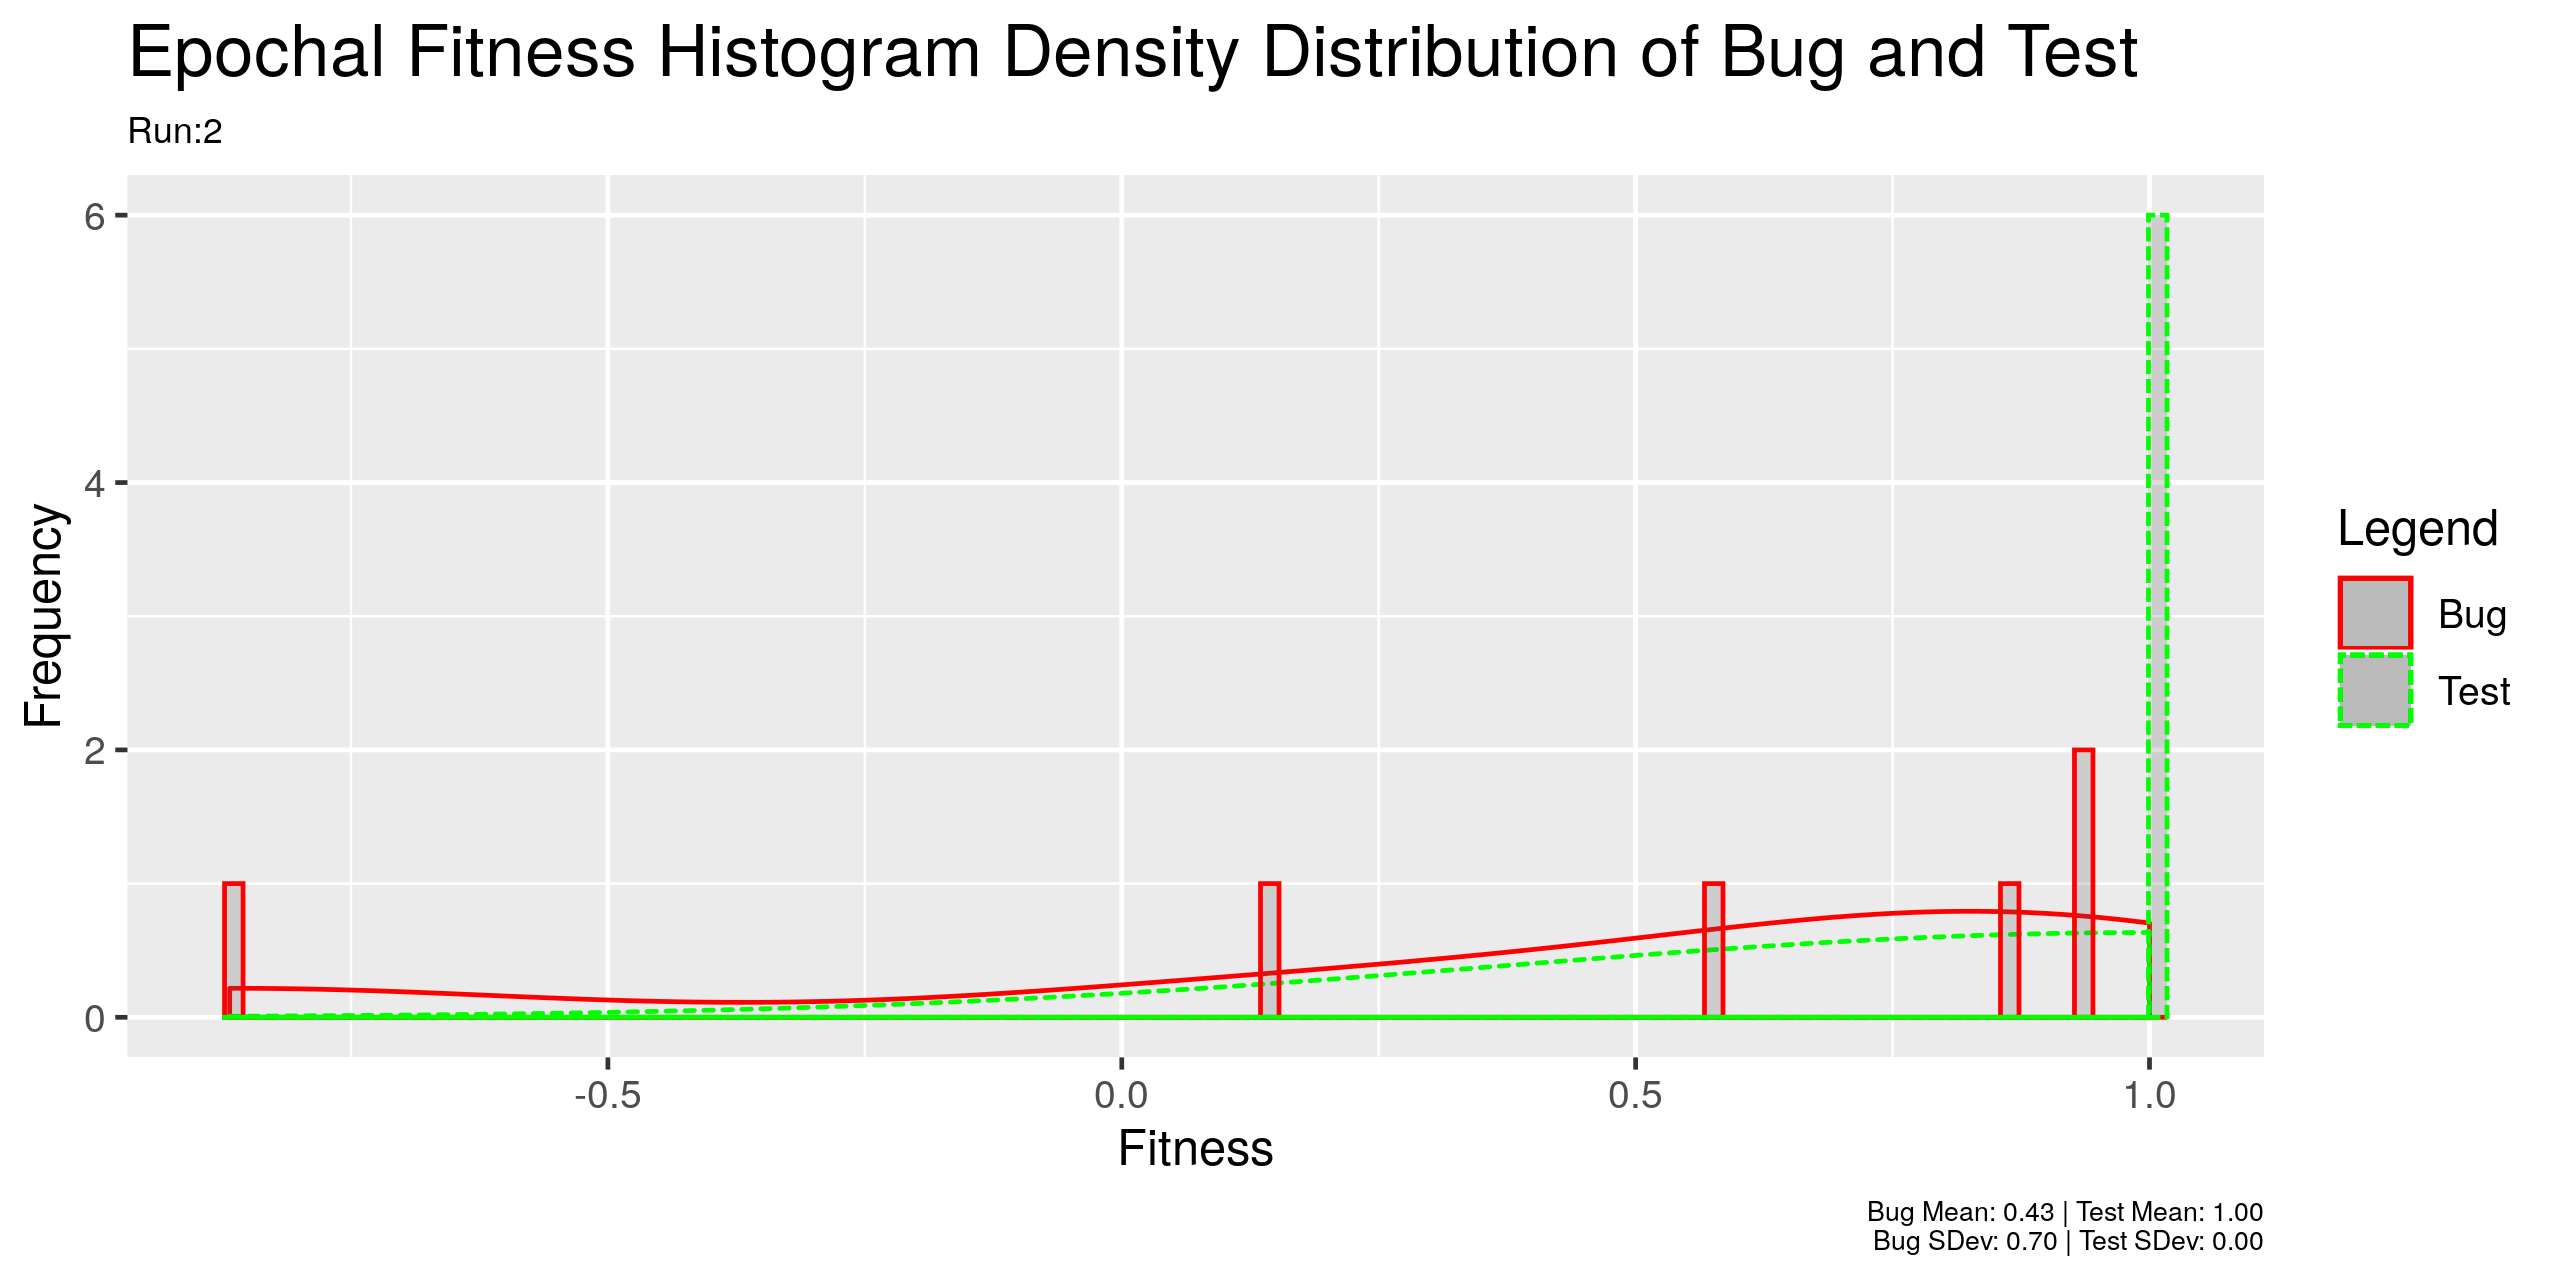 Epochal Fitness Histogram Density Distribution of Bug and Test
Run:2
6
4
2
0
Frequency
-0.5
0.0
0.5
1.0
Fitness
Legend
Bug
Test
Bug Mean: 0.43 | Test Mean: 1.00
Bug SDev: 0.70 | Test SDev: 0.00